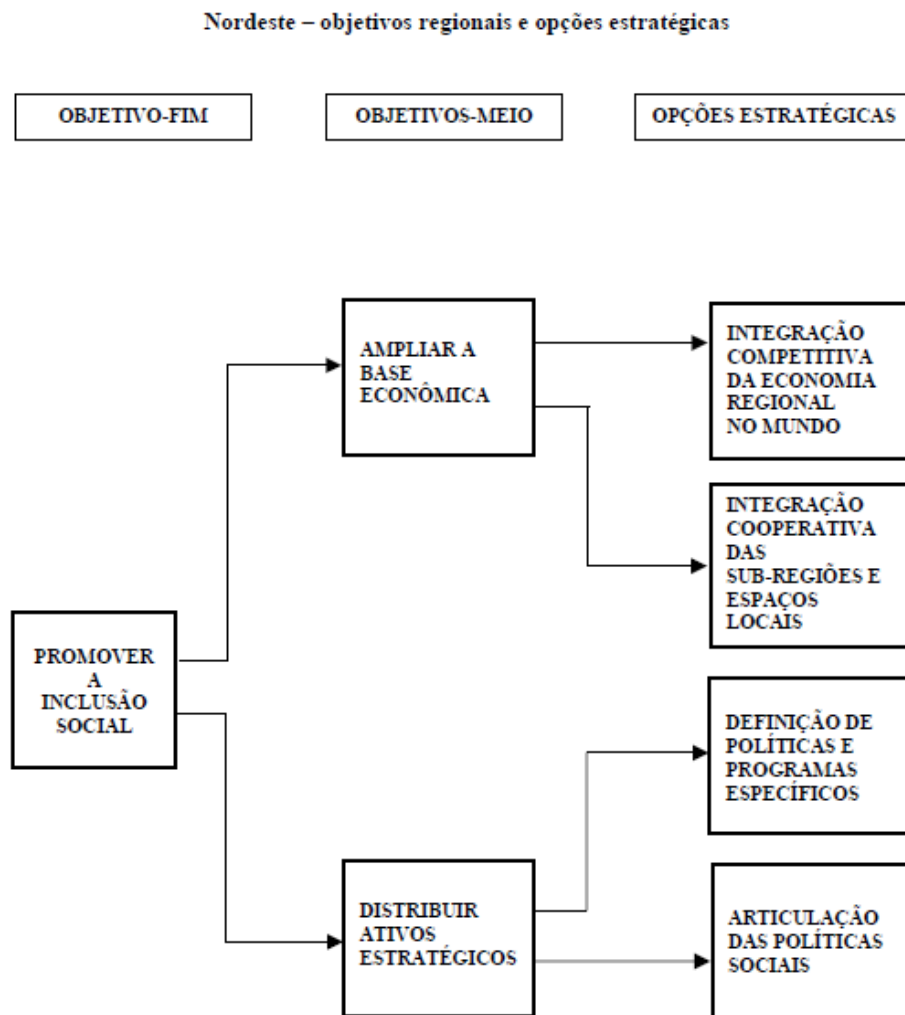 Nordeste – objetivos regionais e opções estratégicas
OBJETIVO-FIM
OBJETIVOS-MEIO
OPÇÕES ESTRATÉGICAS
AMPLIAR A
BASE
ECONÔMICA
INTEGRAÇÃO
COMPETITIVA
DA ECONOMIA
REGIONAL
NO MUNDO
INTEGRAÇÃO
COOPERATIVA
DAS
SUB-REGIÕES E
ESPAÇOS
LOCAIS
PROMOVER
A
INCLUSÃO
SOCIAL
DEFINIÇÃO DE
POLÍTICAS E
PROGRAMAS
ESPECÍFICOS
DISTRIBUIR
ATIVOS
ESTRATÉGICOS
ARTICULAÇÃO
DAS POLÍTICAS
SOCIAIS